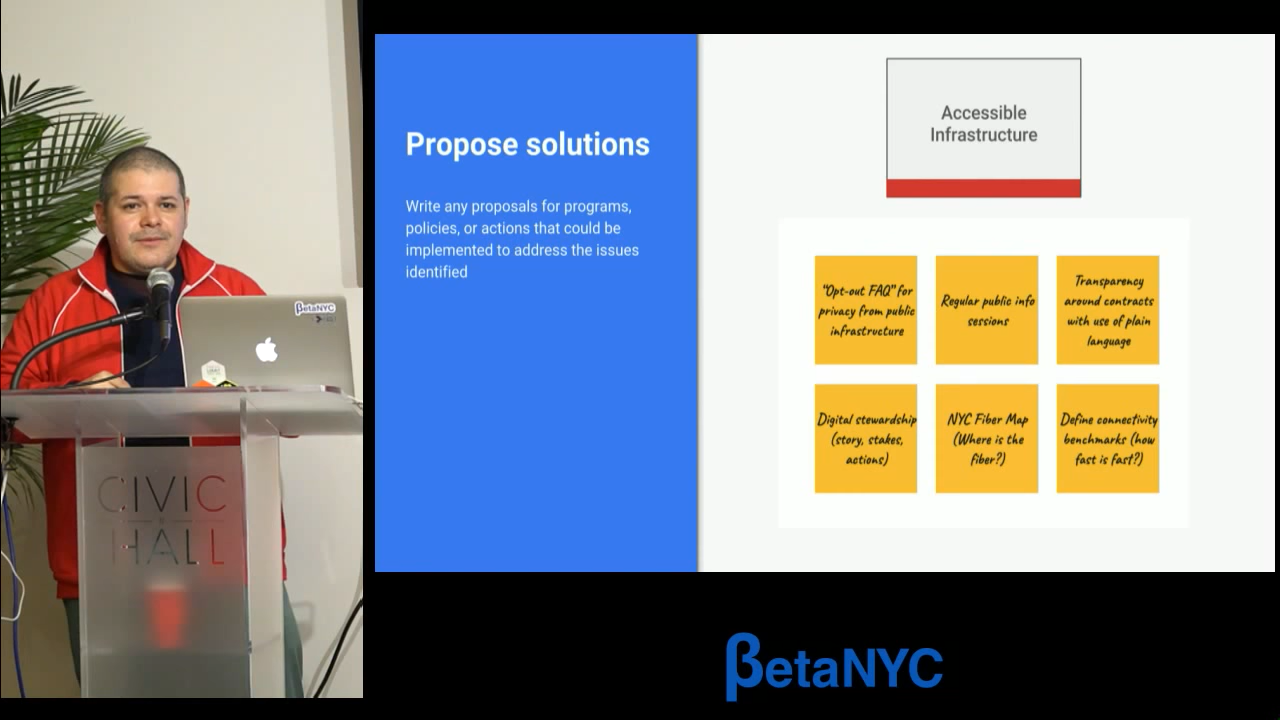 βetaNYC
CIVIC
HALL
Propose solutions
Write any proposals for programs,
policies, or actions that could be
implemented to address the issues
identified
Accessible
Infrastructure
“Opt-out FAQ” for
privacy from public
infrastructure
Regular public info
sessions
Transparency
around contracts
with use of plain
language
Digital stewardship
(story, stakes,
actions)
NYC Fiber Map
(Where is the
fiber?)
Define connectivity
benchmarks (how
fast is fast?)
βetaNYC